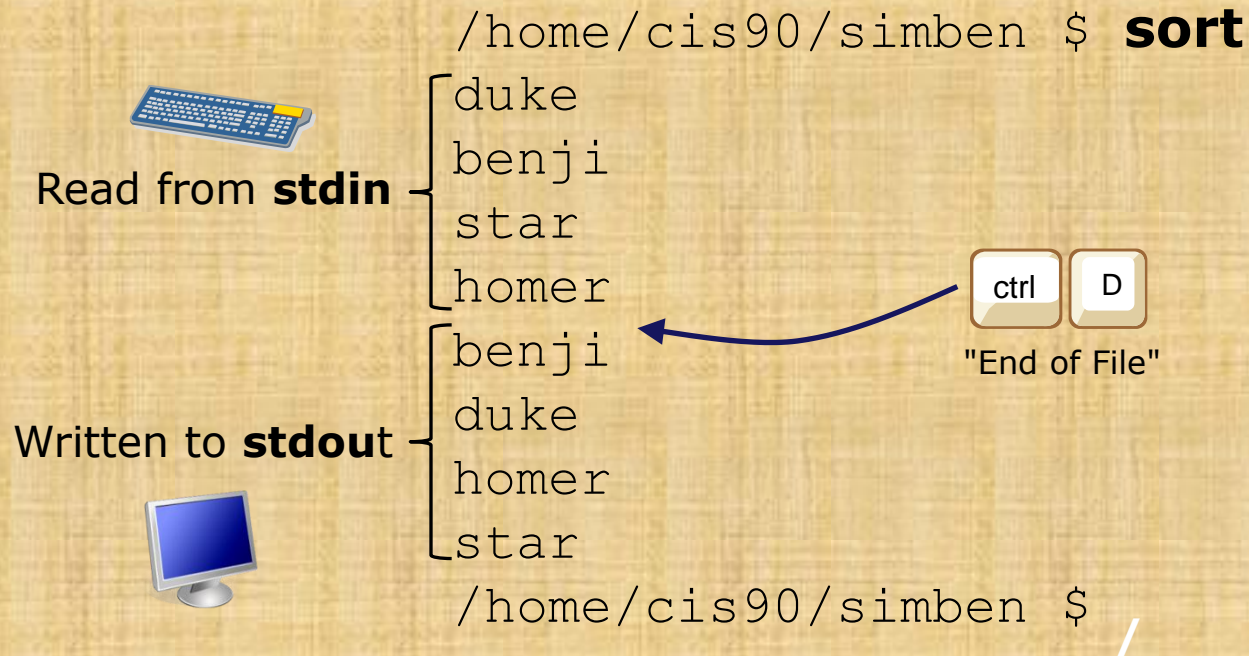 /home/cis90/simben $ sort
duke
benji
star
homer
benji
duke
homer
star
/home/cis90/simben $
Read from stdin
Written to stdout
ctrl D
"End of File"
/